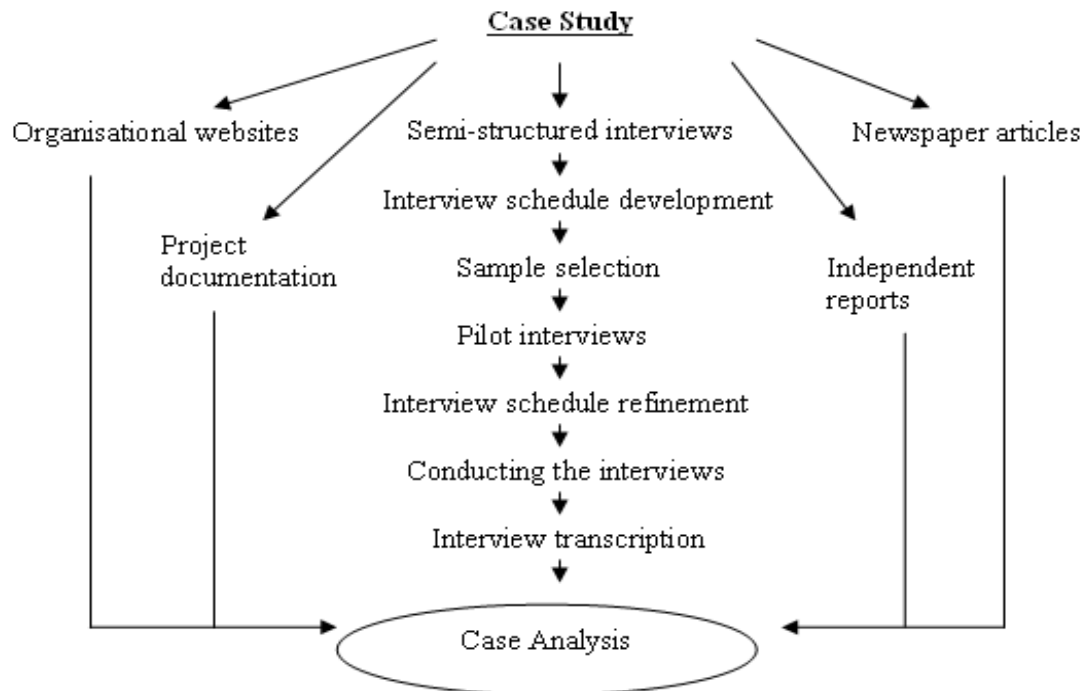 Case Study
Organisational websites
Semi-structured interviews
Newspaper articles
Interview schedule development
Project
documentation
Sample selection
Independent
reports
Pilot interviews
Interview schedule refinement
Conducting the interviews
Interview transcription
Case Analysis